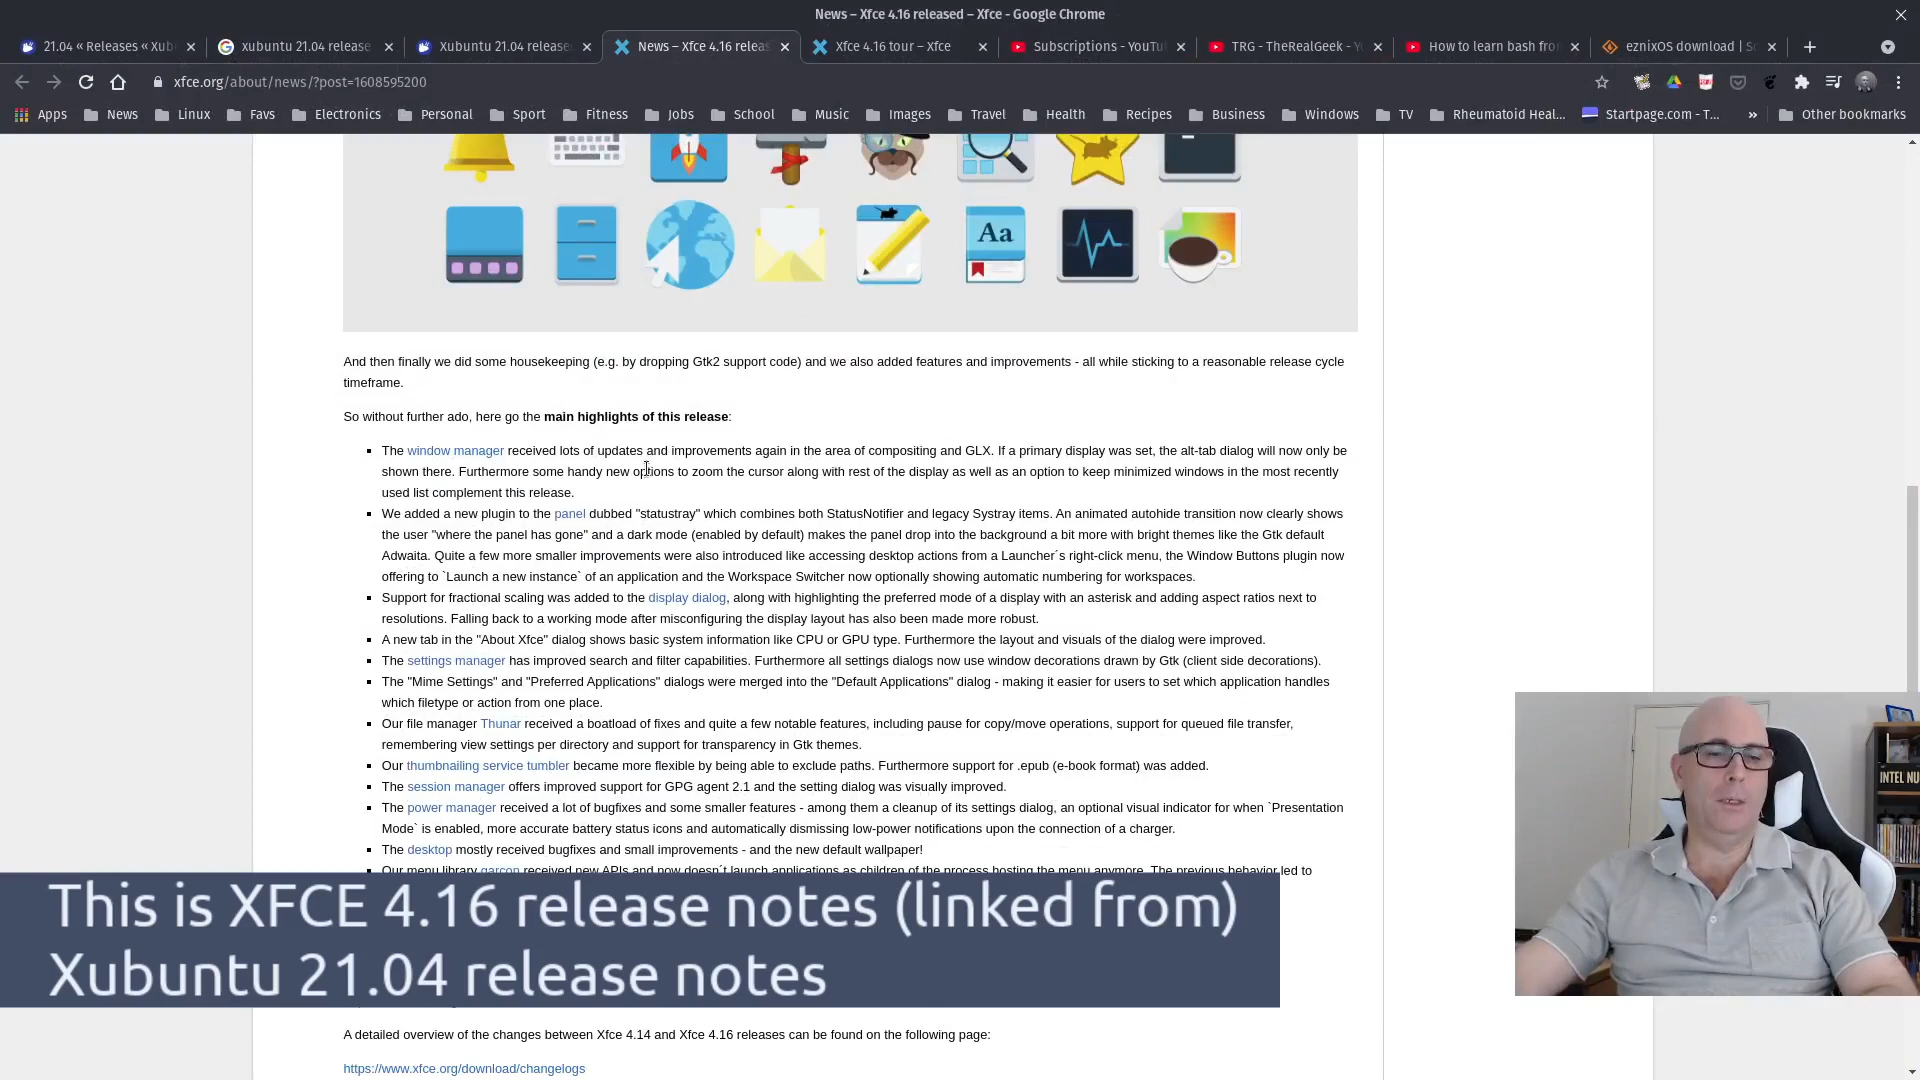 News – Xfce 4.16 released – Xfce - Google Chrome
21.04 « Releases « Xub
xubuntu 21.04 release
Xubuntu 21.04 release
News – Xfce 4.16 releas
Xfce 4.16 tour – Xfce
Subscriptions - YouTu
TRG - TheRealGeek - Y
How to learn bash fro
eznixOS download | S
xfce.org/about/news/?post=1608595200
Apps
News
Linux
Favs
Electronics
Personal
Sport
Fitness
Jobs
School
Music
Images
Travel
Health
Recipes
Business
Windows
TV
Rheumatoid Heal...
Startpage.com - T...
»
Other bookmarks
Aa
And then finally we did some housekeeping (e.g. by dropping Gtk2 support code) and we also added features and improvements - all while sticking to a reasonable release cycle
timeframe.
So without further ado, here go the main highlights of this release:
The window manager received lots of updates and improvements again in the area of compositing and GLX. If a primary display was set, the alt-tab dialog will now only be
shown there. Furthermore some handy new options to zoom the cursor along with rest of the display as well as an option to keep minimized windows in the most recently
used list complement this release.
We added a new plugin to the panel dubbed "statustray" which combines both StatusNotifier and legacy Systray items. An animated autohide transition now clearly shows
the user "where the panel has gone" and a dark mode (enabled by default) makes the panel drop into the background a bit more with bright themes like the Gtk default
Adwaita. Quite a few more smaller improvements were also introduced like accessing desktop actions from a Launcher´s right-click menu, the Window Buttons plugin now
offering to `Launch a new instance` of an application and the Workspace Switcher now optionally showing automatic numbering for workspaces.
Support for fractional scaling was added to the display dialog, along with highlighting the preferred mode of a display with an asterisk and adding aspect ratios next to
resolutions. Falling back to a working mode after misconfiguring the display layout has also been made more robust.
A new tab in the "About Xfce" dialog shows basic system information like CPU or GPU type. Furthermore the layout and visuals of the dialog were improved.
The settings manager has improved search and filter capabilities. Furthermore all settings dialogs now use window decorations drawn by Gtk (client side decorations).
The "Mime Settings" and "Preferred Applications" dialogs were merged into the "Default Applications" dialog - making it easier for users to set which application handles
which filetype or action from one place.
Our file manager Thunar received a boatload of fixes and quite a few notable features, including pause for copy/move operations, support for queued file transfer,
remembering view settings per directory and support for transparency in Gtk themes.
Our thumbnailing service tumbler became more flexible by being able to exclude paths. Furthermore support for .epub (e-book format) was added.
The session manager offers improved support for GPG agent 2.1 and the setting dialog was visually improved.
The power manager received a lot of bugfixes and some smaller features - among them a cleanup of its settings dialog, an optional visual indicator for when `Presentation
Mode` is enabled, more accurate battery status icons and automatically dismissing low-power notifications upon the connection of a charger.
The desktop mostly received bugfixes and small improvements - and the new default wallpaper!
Our menu library garcon received new APIs and now doesn´t launch applications as children of the process hosting the menu anymore. The previous behavior led to
INTEL NU
This is XFCE 4.16 release notes (linked from)
Xubuntu 21.04 release notes
A detailed overview of the changes between Xfce 4.14 and Xfce 4.16 releases can be found on the following page:
https://www.xfce.org/download/changelogs